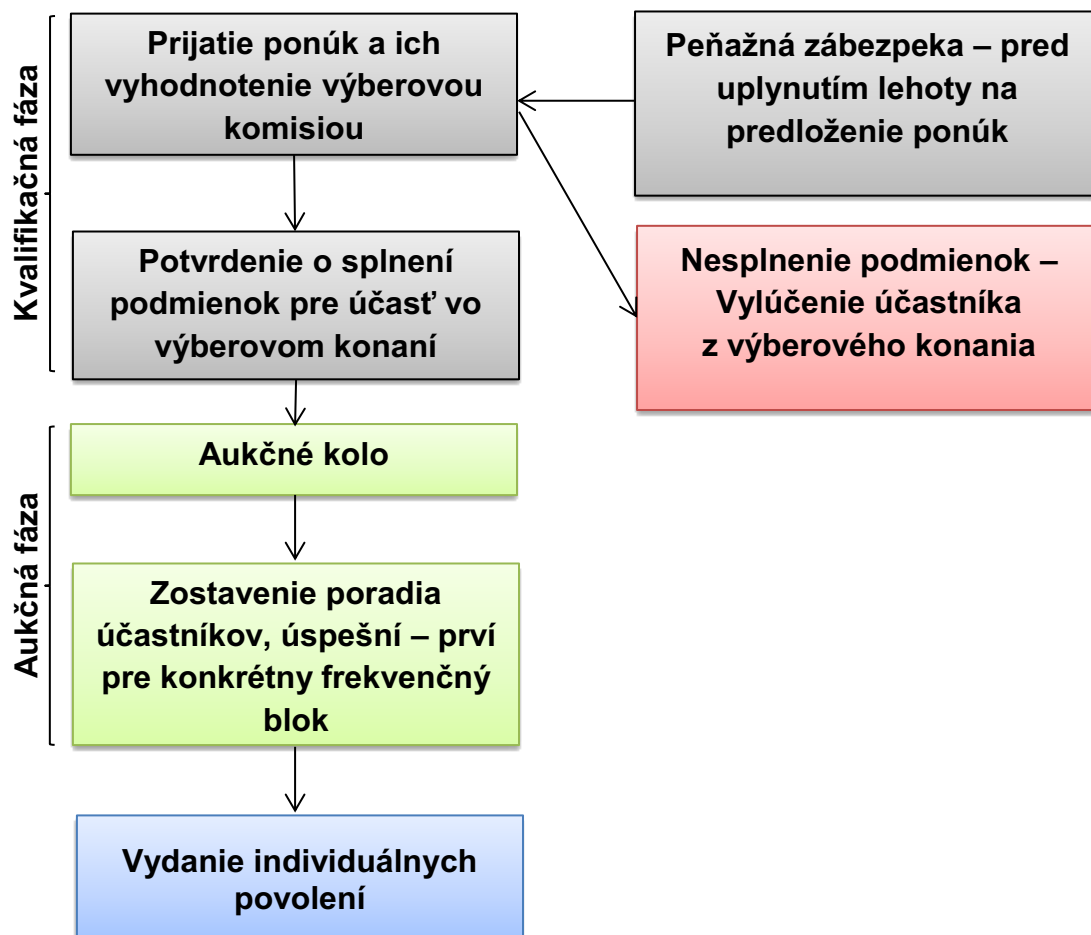 Kvalifikačná fáza
Prijatie ponúk a ich
vyhodnotenie výberovou
komisiou
Peňažná zábezpeka – pred
uplynutím lehoty na
predloženie ponúk
Potvrdenie o splnení
podmienok pre účasť vo
výberovom konaní
Nesplnenie podmienok –
Vylúčenie účastníka
z výberového konania
Aukčná fáza
Aukčné kolo
Zostavenie poradia
účastníkov, úspešní – prví
pre konkrétny frekvenčný
blok
Vydanie individuálnych
povolení